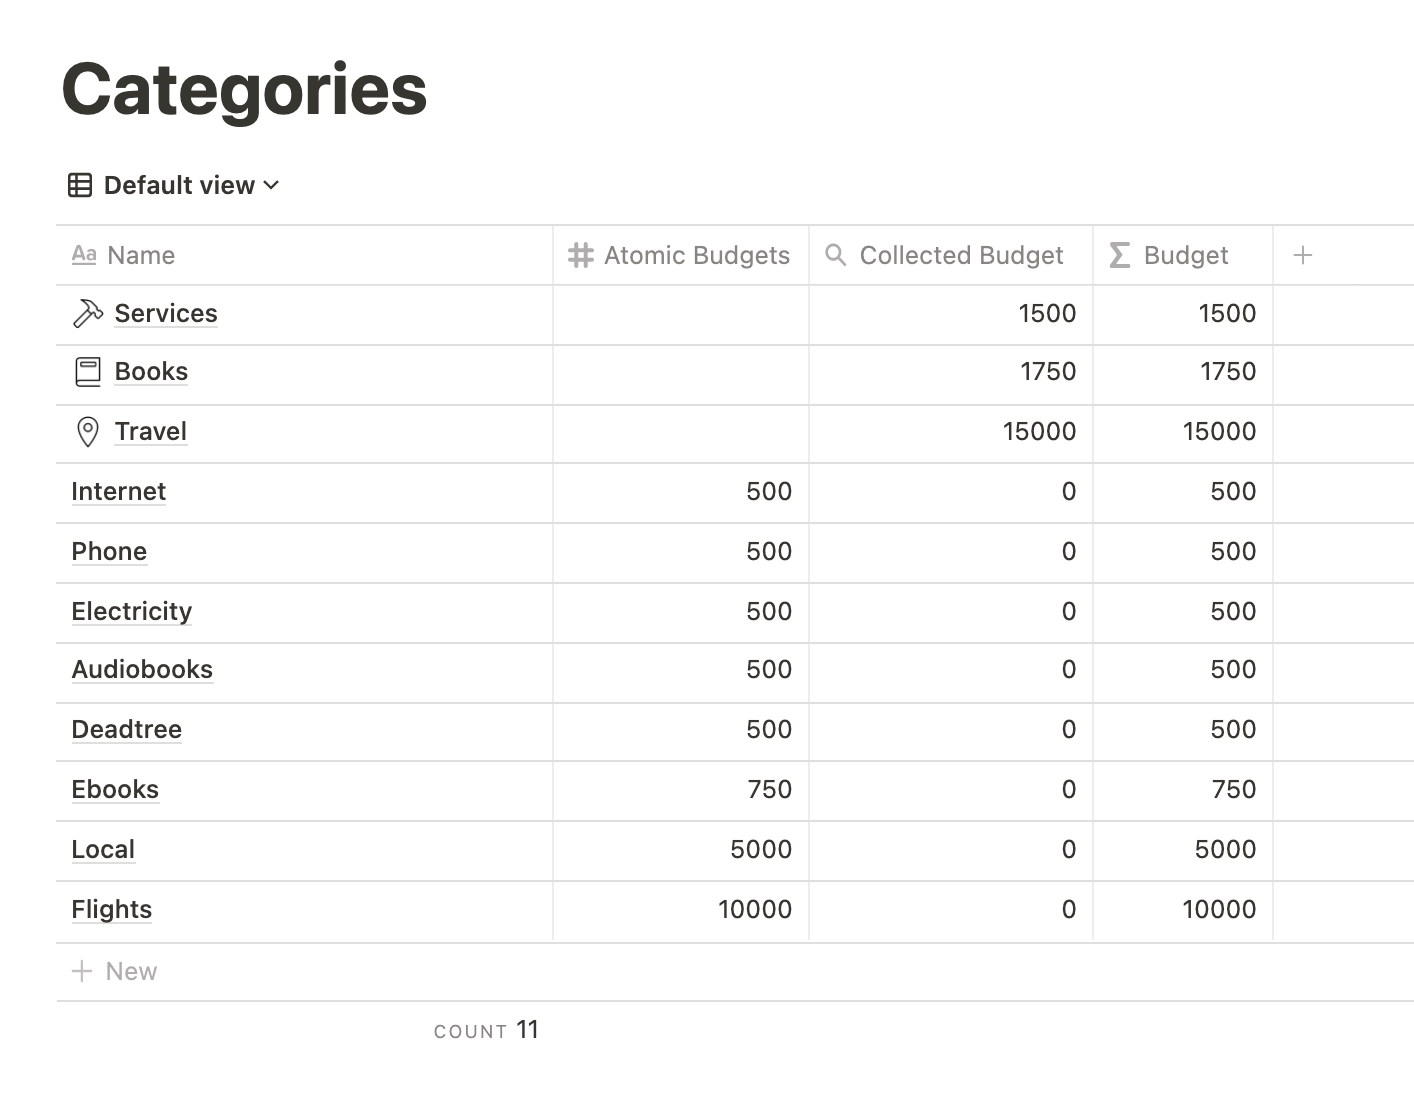 Categories
Default view
Aa Name # Atomic Budgets Collected Budget Σ Budget +
Services 1500 1500
Books 1750 1750
Travel 15000 15000
Internet 500 0 500
Phone 500 0 500
Electricity 500 0 500
Audiobooks 500 0 500
Deadtree 500 0 500
Ebooks 750 0 750
Local 5000 0 5000
Flights 10000 0 10000
+ New
COUNT 11